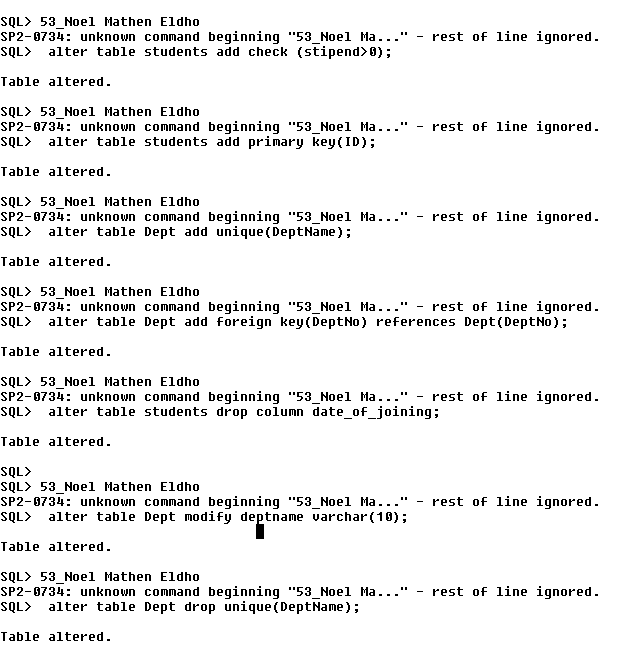 SQL> 53_Noel Mathen Eldho
SP2-0734: unknown command beginning "53_Noel Ma..." - rest of line ignored.
SQL>  alter table students add check (stipend>0);
Table altered.
SQL> 53_Noel Mathen Eldho
SP2-0734: unknown command beginning "53_Noel Ma..." - rest of line ignored.
SQL>  alter table students add primary key(ID);
Table altered.
SQL> 53_Noel Mathen Eldho
SP2-0734: unknown command beginning "53_Noel Ma..." - rest of line ignored.
SQL>  alter table Dept add unique(DeptName);
Table altered.
SQL> 53_Noel Mathen Eldho
SP2-0734: unknown command beginning "53_Noel Ma..." - rest of line ignored.
SQL>  alter table Dept add foreign key(DeptNo) references Dept(DeptNo);
Table altered.
SQL> 53_Noel Mathen Eldho
SP2-0734: unknown command beginning "53_Noel Ma..." - rest of line ignored.
SQL>  alter table students drop column date_of_joining;
Table altered.
SQL>
SQL> 53_Noel Mathen Eldho
SP2-0734: unknown command beginning "53_Noel Ma..." - rest of line ignored.
SQL>  alter table Dept modify deptname varchar(10);
Table altered.
SQL> 53_Noel Mathen Eldho
SP2-0734: unknown command beginning "53_Noel Ma..." - rest of line ignored.
SQL>  alter table Dept drop unique(DeptName);
Table altered.